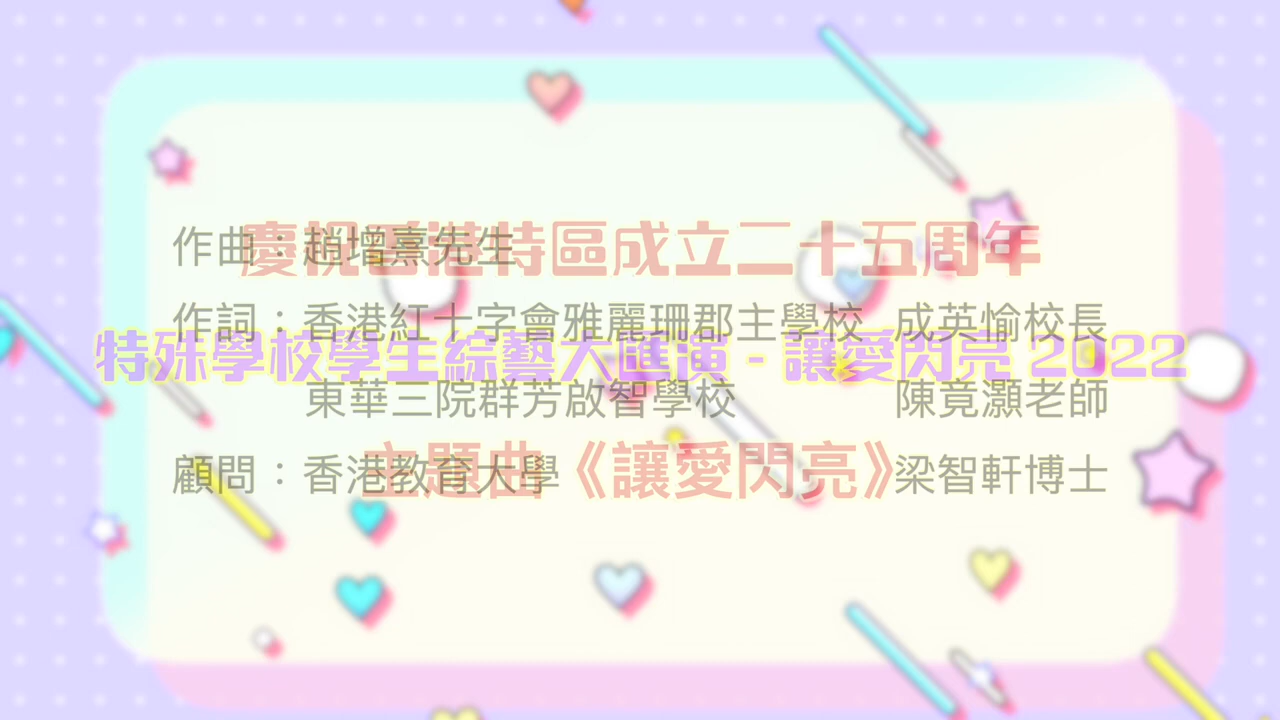 慶祝香港特區成立二十五周年
特殊學校學生綜藝大匯演 - 讓愛閃亮 2022
主題曲《讓愛閃亮》
作曲：趙增熹先生
作詞：香港紅十字會雅麗珊郡主學校 成英愉校長
東華三院群芳啟智學校 陳竟灝老師
顧問：香港教育大學 梁智軒博士